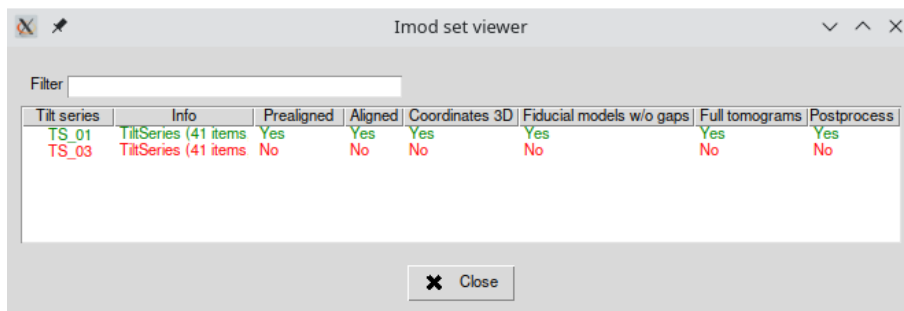 Imod set viewer
Filter
Tilt series Info Prealigned Aligned Coordinates 3D Fiducial models w/o gaps Full tomograms Postprocess
TS_01 TiltSeries (41 items Yes Yes Yes Yes Yes Yes
TS_03 TiltSeries (41 items No No No No No No
Close